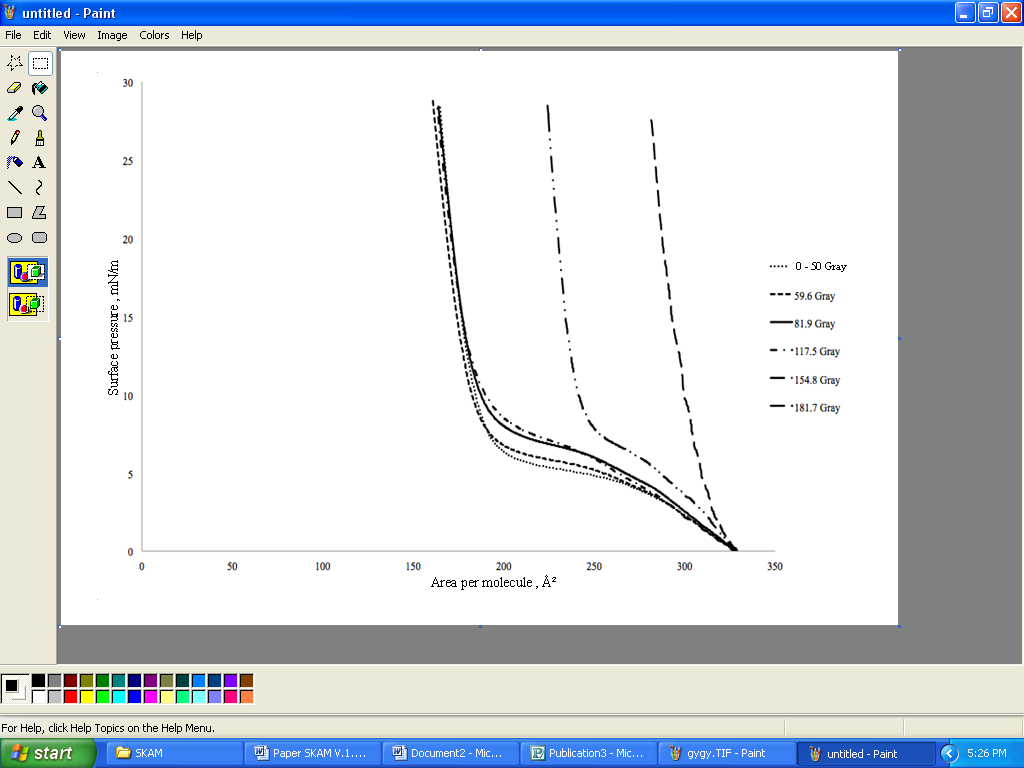 untitled - Paint
File Edit View Image Colors Help
30
25
20
15
10
5
0
Surface pressure , mN/m
0 50 100 150 200 250 300 350
Area per molecule , Å²
0 - 50 Gray
59.6 Gray
81.9 Gray
117.5 Gray
154.8 Gray
181.7 Gray
For Help, click Help Topics on the Help Menu.
start SKAM Paper SKAM V.1.... Document2 - Mic... Publication3 - Mic... gygy.TIF - Paint untitled - Paint 5:26 PM